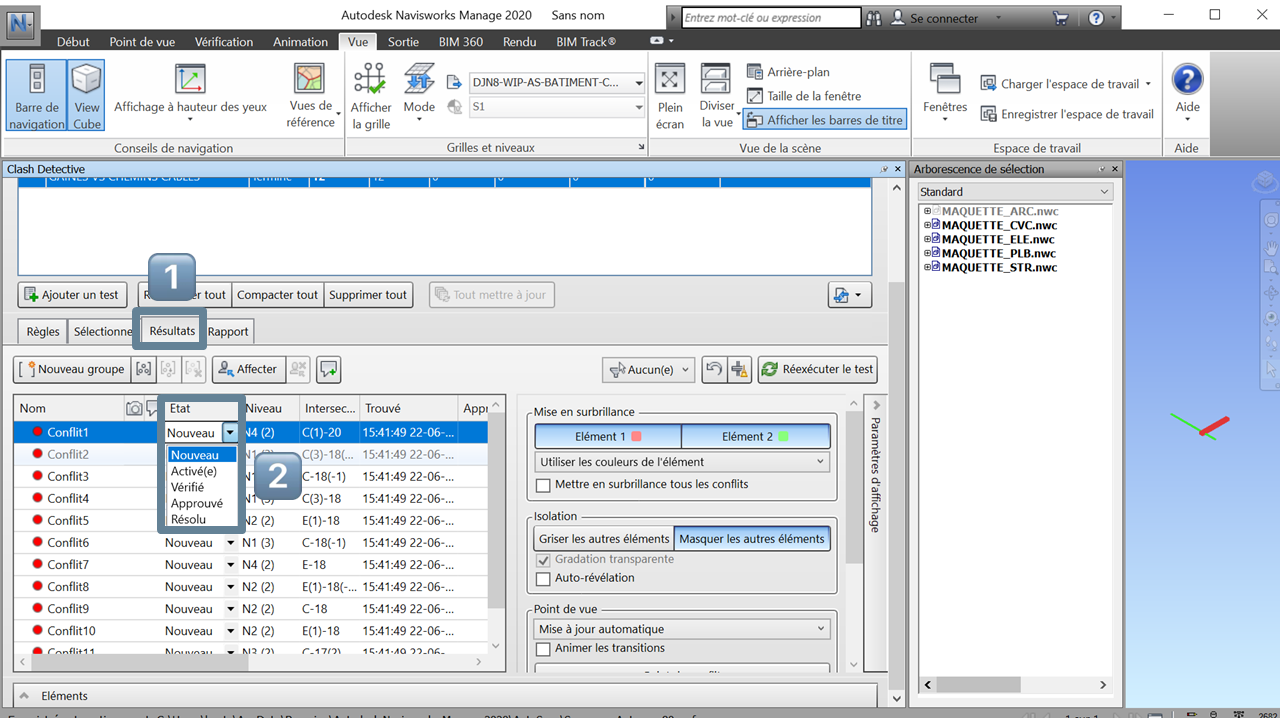 Autodesk Navisworks Manage 2020 Sans nom
Entrez mot-clé ou expression
Se connecter
Début Point de vue Vérification Animation Vue Sortie BIM 360 Rendu BIM Track®
Barre de navigation
View Cube
Affichage à hauteur des yeux
Vues de référence
Conseils de navigation
Afficher la grille
Mode
DJN8-WIP-AS-BATIMENT-C...
S1
Grilles et niveaux
Plein écran
Diviser la vue
Arrière-plan
Taille de la fenêtre
Afficher les barres de titre
Vue de la scène
Fenêtres
Charger l'espace de travail
Enregistrer l'espace de travail
Espace de travail
Aide
Aide
Clash Detective
GAINES VS CHEMINS CABLES Terminé 12 12 0 0 0 0
Ajouter un test
tout
Compacter tout
Supprimer tout
Tout mettre à jour
1
Règles
Sélectionne
Résultats
Rapport
Nouveau groupe
Affecter
Aucun(e)
Réexécuter le test
Nom Etat Niveau Intersec... Trouvé Appr
Conflit1 Nouveau N4 (2) C(1)-20 15:41:49 22-06-...
Conflit2 C(3)-18(... 15:41:49 22-06-...
Conflit3 C-18(-1) 15:41:49 22-06-...
Conflit4 C(3)-18 15:41:49 22-06-...
Conflit5 N2 (2) E(1)-18 15:41:49 22-06-...
Conflit6 Nouveau N1 (3) C-18(-1) 15:41:49 22-06-...
Conflit7 Nouveau N4 (2) E-18 15:41:49 22-06-...
Conflit8 Nouveau N2 (2) E(1)-18(-... 15:41:49 22-06-...
Conflit9 Nouveau N2 (2) C-18 15:41:49 22-06-...
Conflit10 Nouveau N2 (2) E(1)-18 15:41:49 22-06-...
Conflit11 Nouveau N3 (2) C-17(2) 15:41:49 22-06-...
Nouveau
Activé(e)
Vérifié
Approuvé
Résolu
2
Mise en surbrillance
Elément 1
Elément 2
Utiliser les couleurs de l'élément
Mettre en surbrillance tous les conflits
Isolation
Griser les autres éléments
Masquer les autres éléments
Gradation transparente
Auto-révélation
Point de vue
Mise à jour automatique
Animer les transitions
Paramètres d'affichage
Eléments
Arborescence de sélection
Standard
MAQUETTE_ARC.nwc
MAQUETTE_CVC.nwc
MAQUETTE_ELE.nwc
MAQUETTE_PLB.nwc
MAQUETTE_STR.nwc